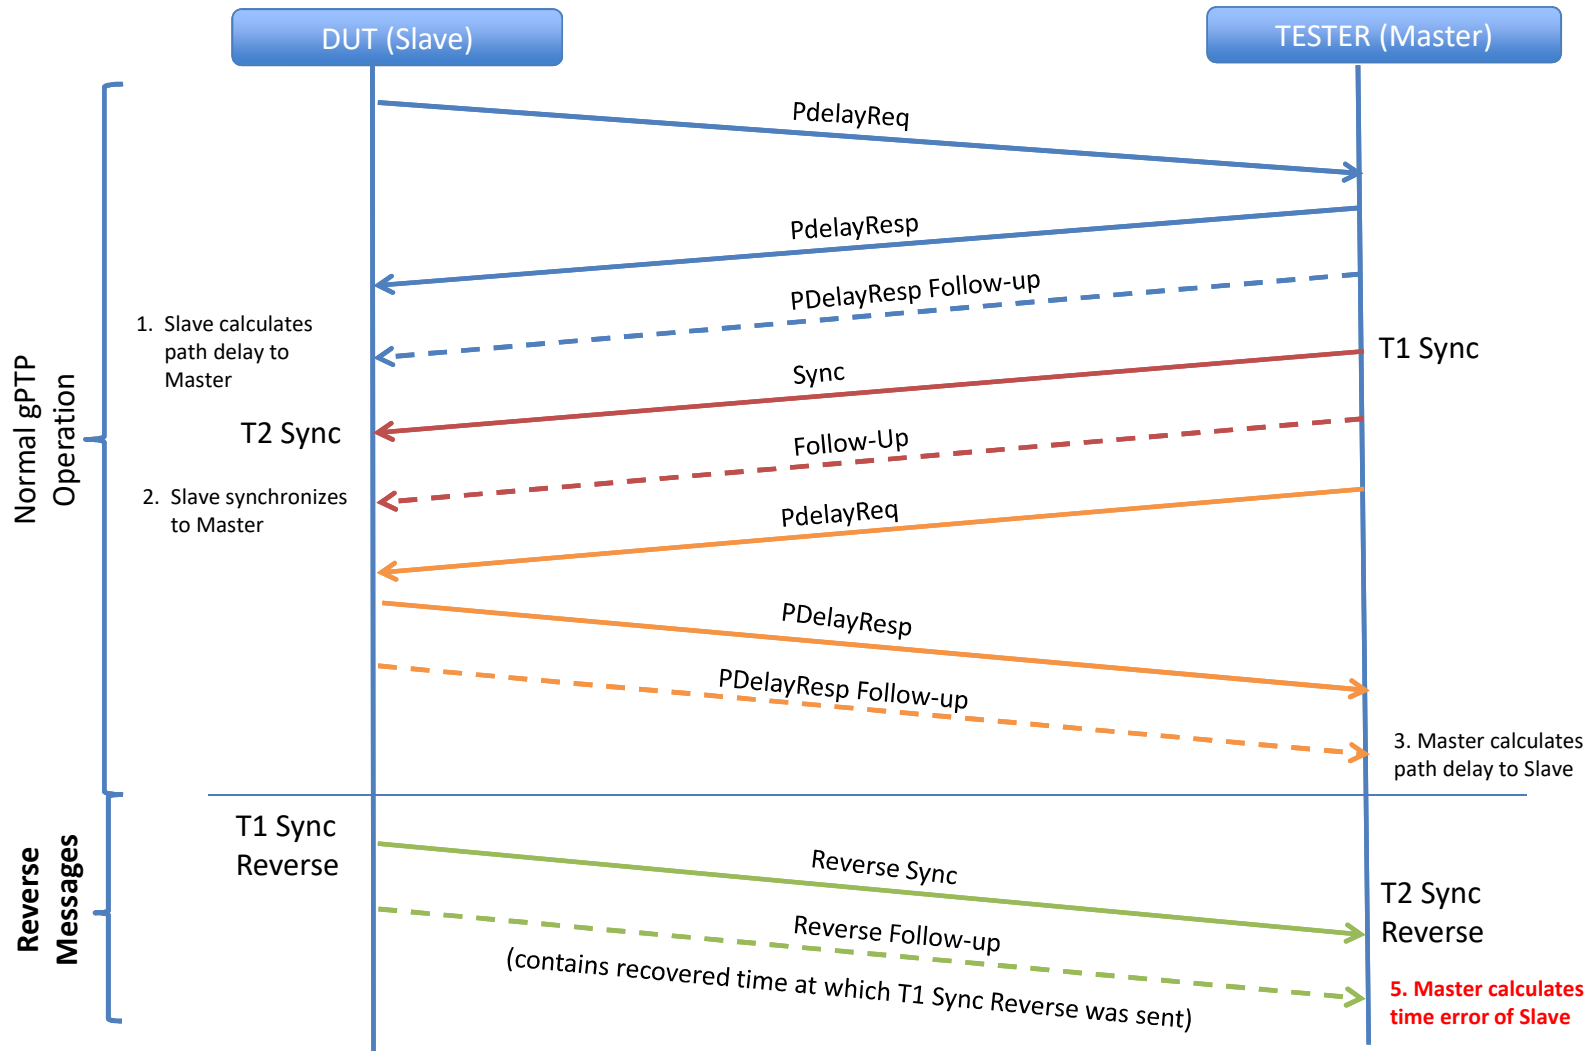 DUT (Slave)
TESTER (Master)
PdelayReq
PdelayResp
PDelayResp Follow-up
1. Slave calculates
path delay to
Master
T1 Sync
Sync
T2 Sync
Follow-Up
2. Slave synchronizes
to Master
PdelayReq
PDelayResp
PDelayResp Follow-up
3. Master calculates
path delay to Slave
Normal gPTP
Operation
T1 Sync
Reverse
Reverse Sync
T2 Sync
Reverse
Reverse Follow-up
(contains recovered time at which T1 Sync Reverse was sent)
5. Master calculates
time error of Slave
Reverse
Messages